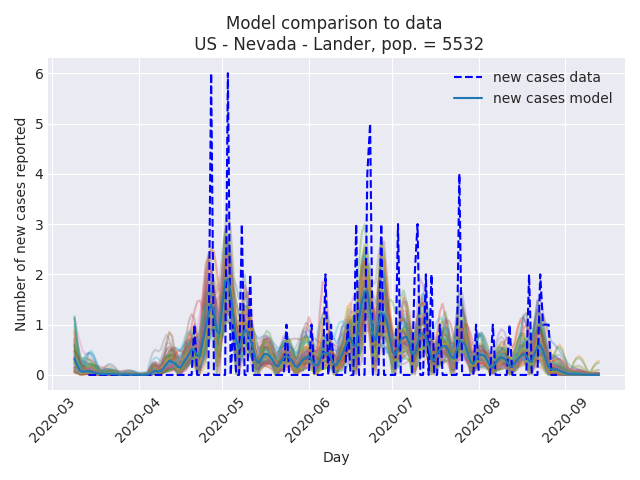 Model comparison to data
US - Nevada - Lander, pop. = 5532
new cases data
new cases model
Number of new cases reported
6
5
4
3
2
1
0
2020-03
2020-04
2020-05
2020-06
2020-07
2020-08
2020-09
Day